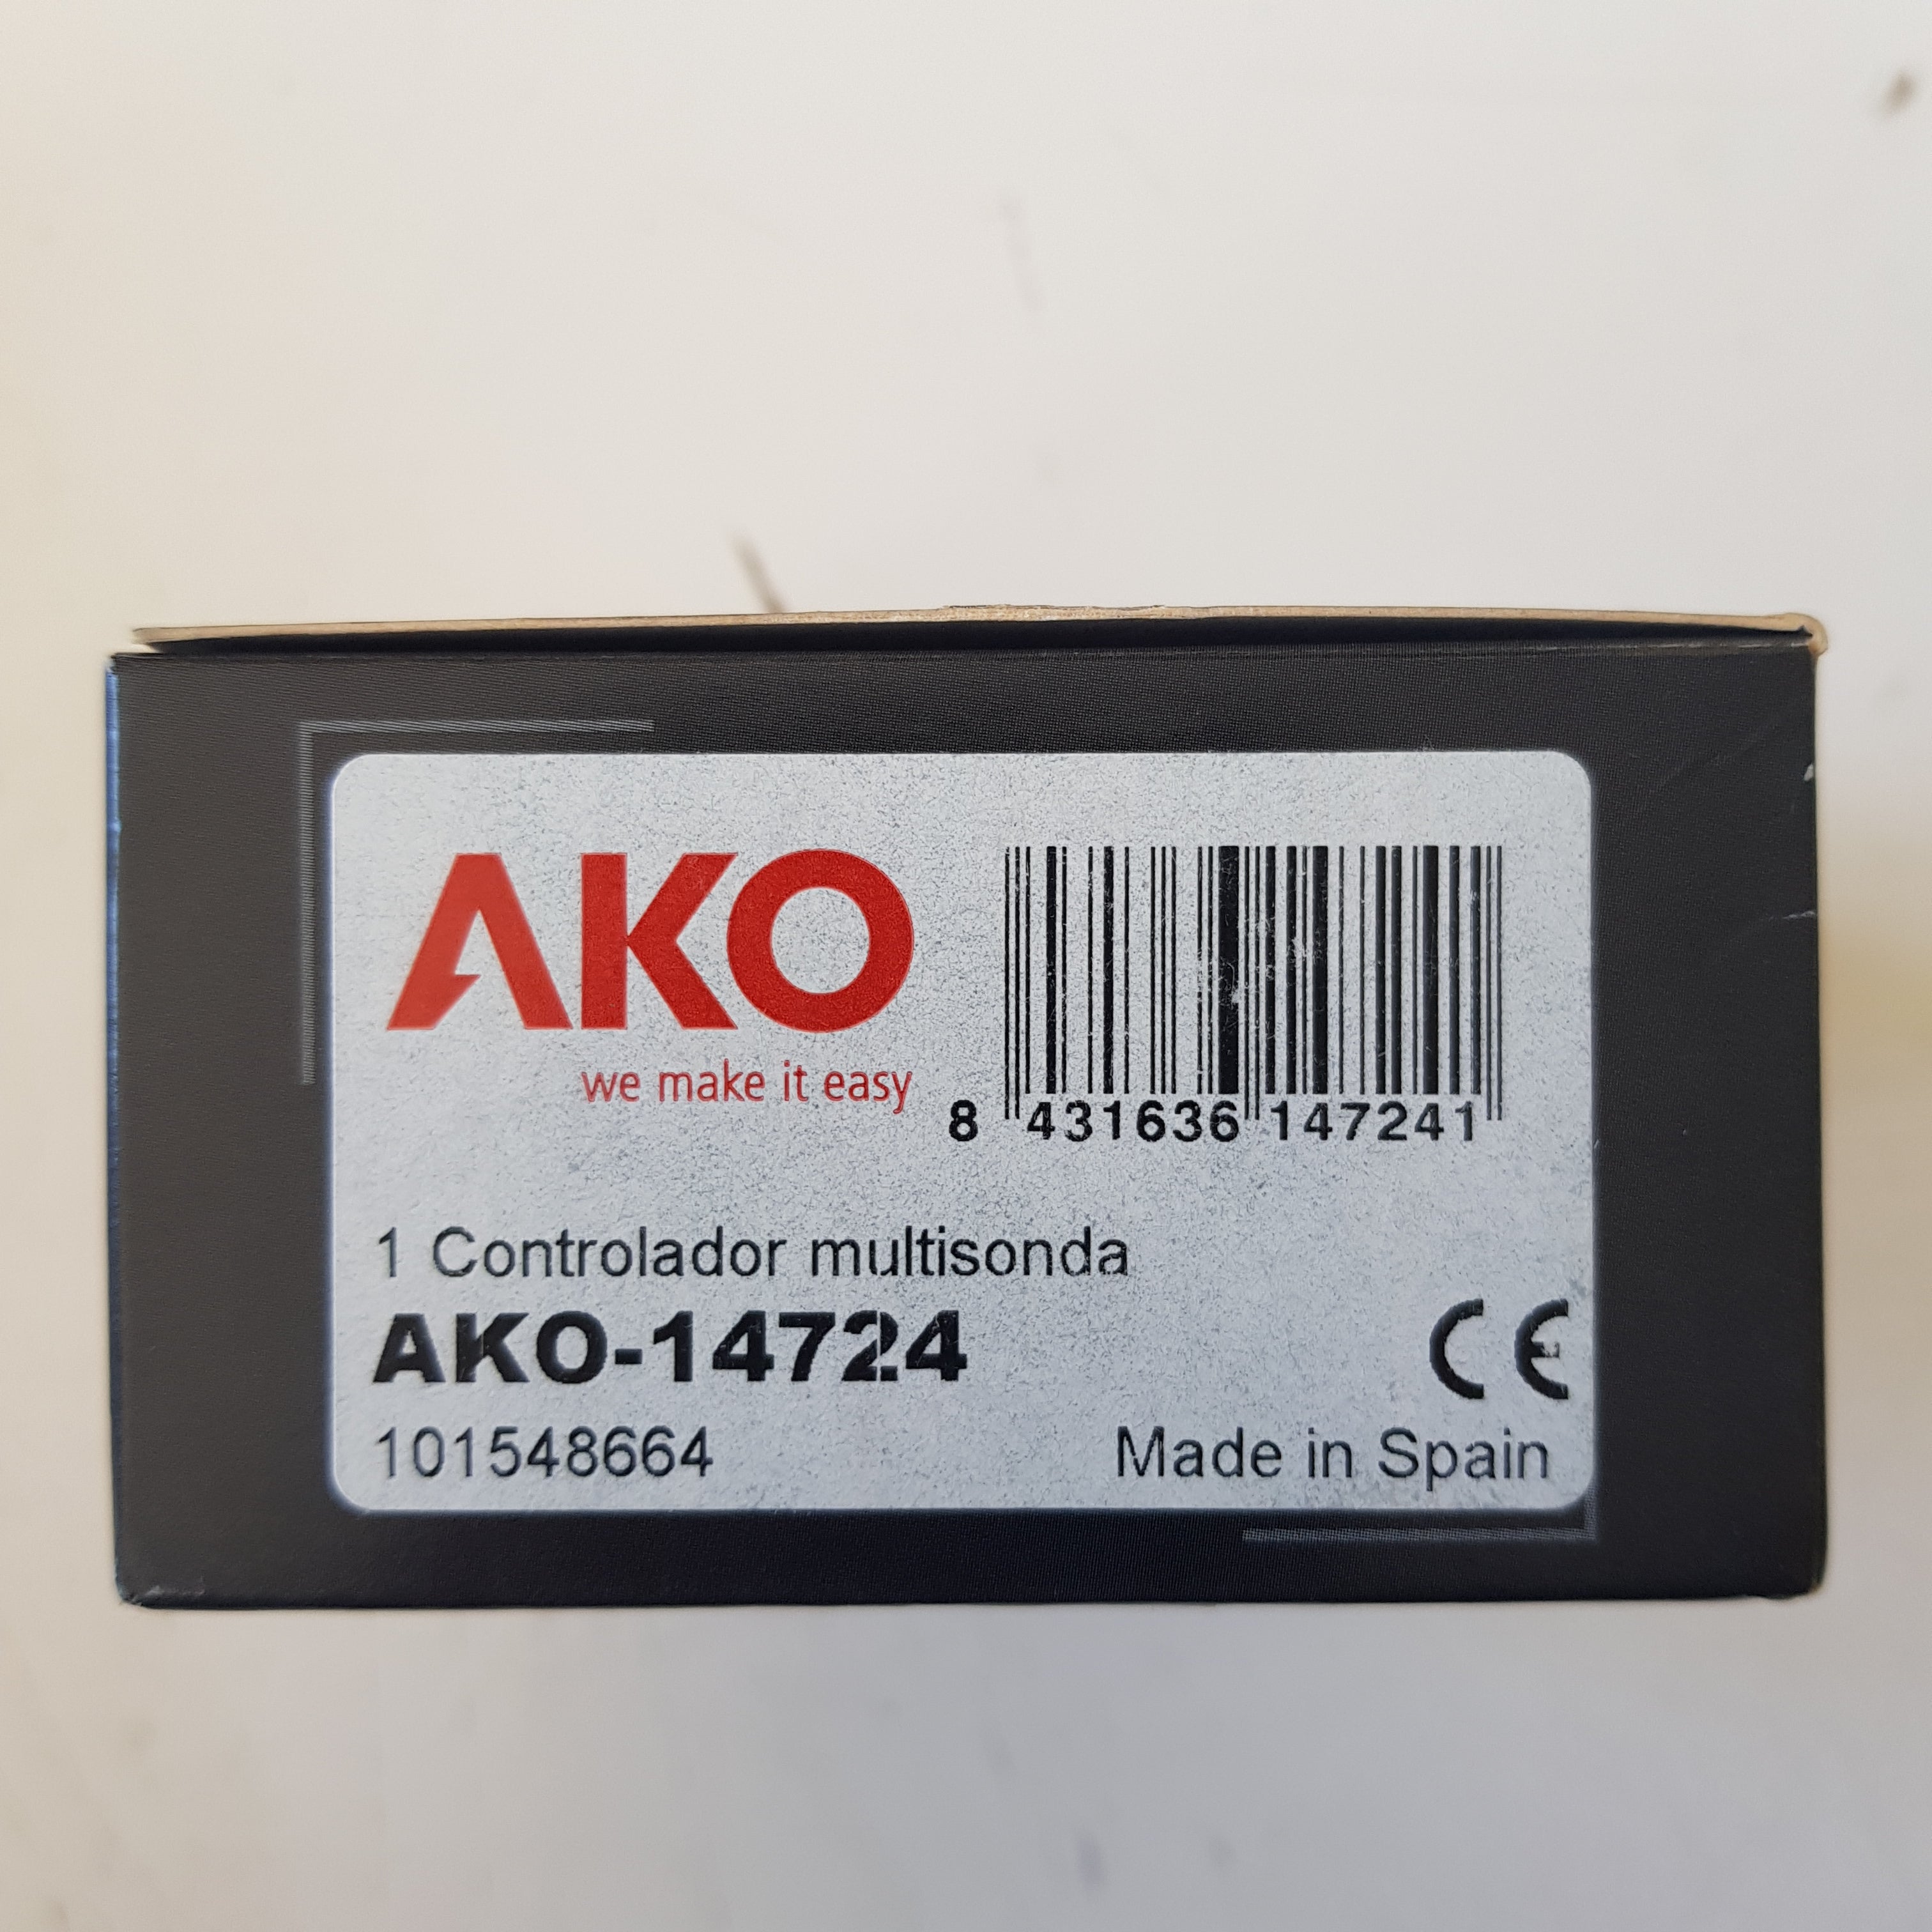 AKO
we make it easy
8 431636 147241
1 Controlador multisonda
AKO-14724
CE
101548664
Made in Spain